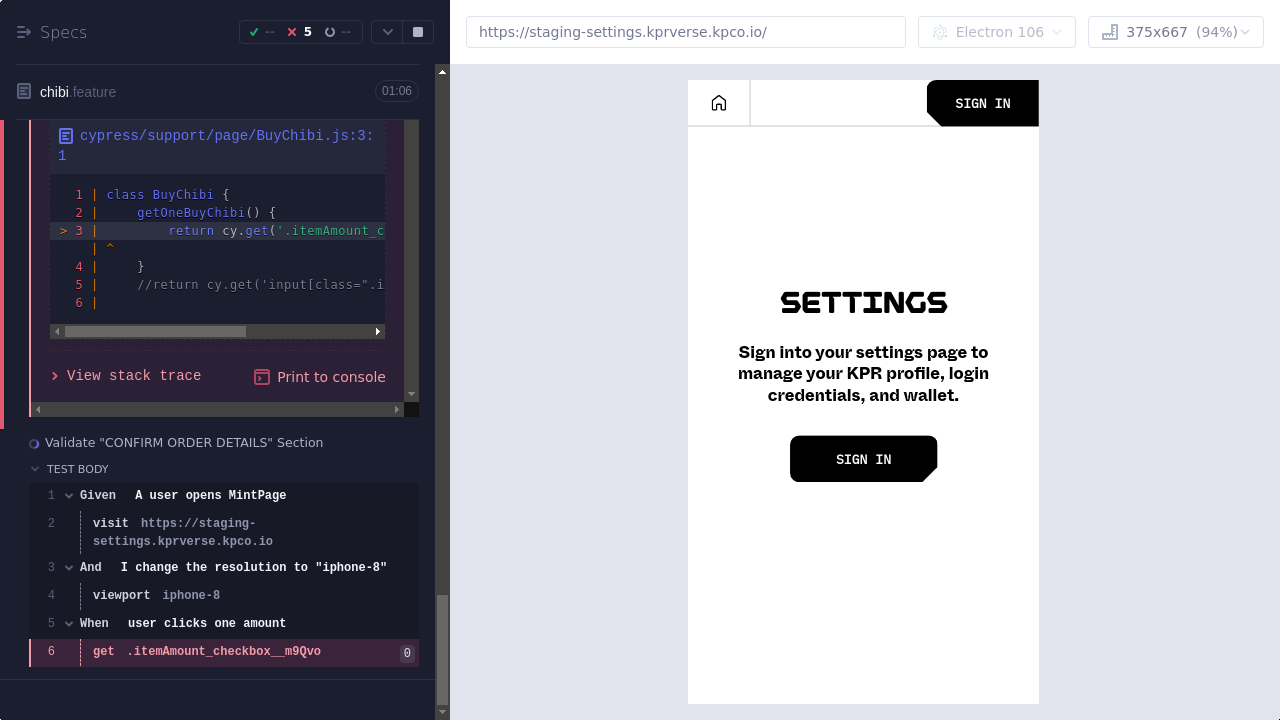 Specs
-- 5 --
chibi.feature
01:06
cypress/support/page/BuyChibi.js:3:
1
1 | class BuyChibi {
2 |     getOneBuyChibi() {
> 3 |         return cy.get('.itemAmount_c
| ^
4 |     }
5 |     //return cy.get('input[class=".i
6 |
View stack trace
Print to console
Validate "CONFIRM ORDER DETAILS" Section
TEST BODY
1 Given A user opens MintPage
2 visit https://staging-
settings.kprverse.kpco.io
3 And I change the resolution to "iphone-8"
4 viewport iphone-8
5 When user clicks one amount
6 get .itemAmount_checkbox__m9Qvo 0
https://staging-settings.kprverse.kpco.io/
Electron 106
375x667 (94%)
SIGN IN
SETTINGS
Sign into your settings page to
manage your KPR profile, login
credentials, and wallet.
SIGN IN